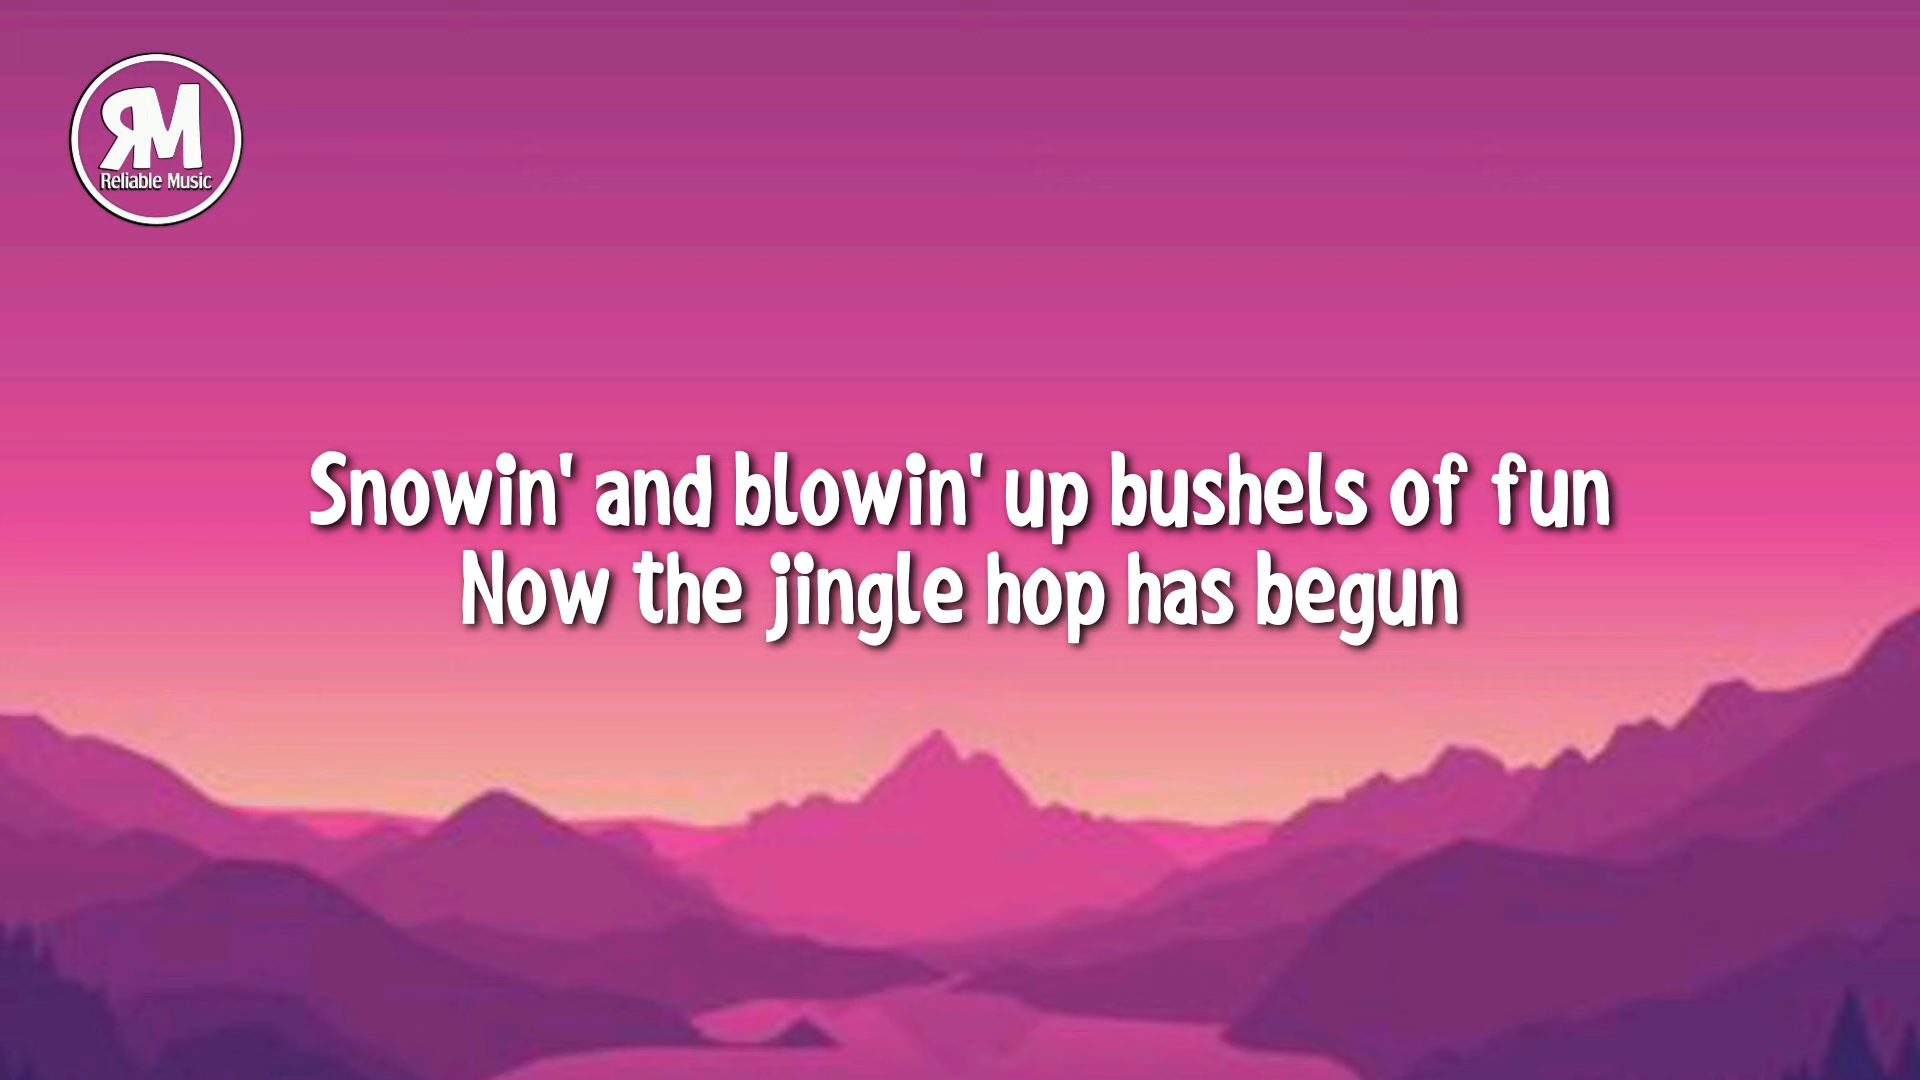 RM
Reliable Music
Snowin' and blowin' up bushels of fun
Now the jingle hop has begun